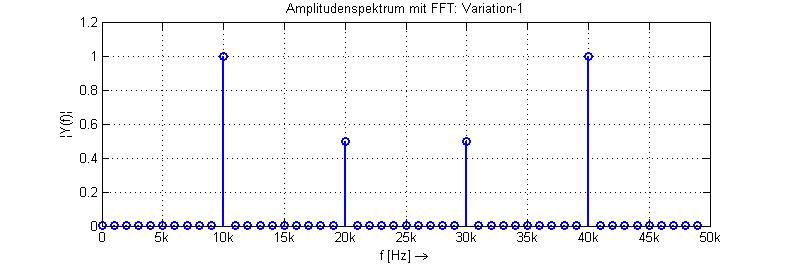 Amplitudenspektrum mit FFT: Variation-1
1.2
1
0.8
0.6
0.4
0.2
0
|Y(f)|
0 5k 10k 15k 20k 25k 30k 35k 40k 45k 50k
f [Hz] →